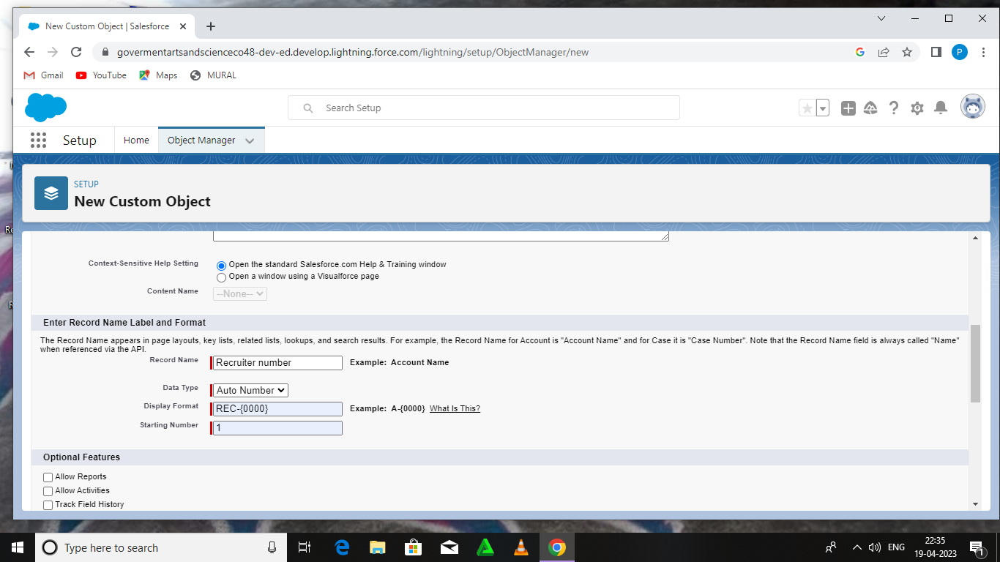 New Custom Object | Salesforce
govermentartsandscienceco48-dev-ed.develop.lightning.force.com/lightning/setup/ObjectManager/new
P
Gmail
YouTube
Maps
MURAL
Search Setup
Setup
Home
Object Manager
SETUP
New Custom Object
Context-Sensitive Help Setting
Open the standard Salesforce.com Help & Training window
Open a window using a Visualforce page
Content Name
--None--
Enter Record Name Label and Format
The Record Name appears in page layouts, key lists, related lists, lookups, and search results. For example, the Record Name for Account is "Account Name" and for Case it is "Case Number". Note that the Record Name field is always called "Name"
when referenced via the API.
Record Name
Recruiter number
Example: Account Name
Data Type
Auto Number
Display Format
REC-{0000}
Example: A-{0000} What Is This?
Starting Number
1
Optional Features
Allow Reports
Allow Activities
Track Field History
Type here to search
ENG
22:35
19-04-2023
1